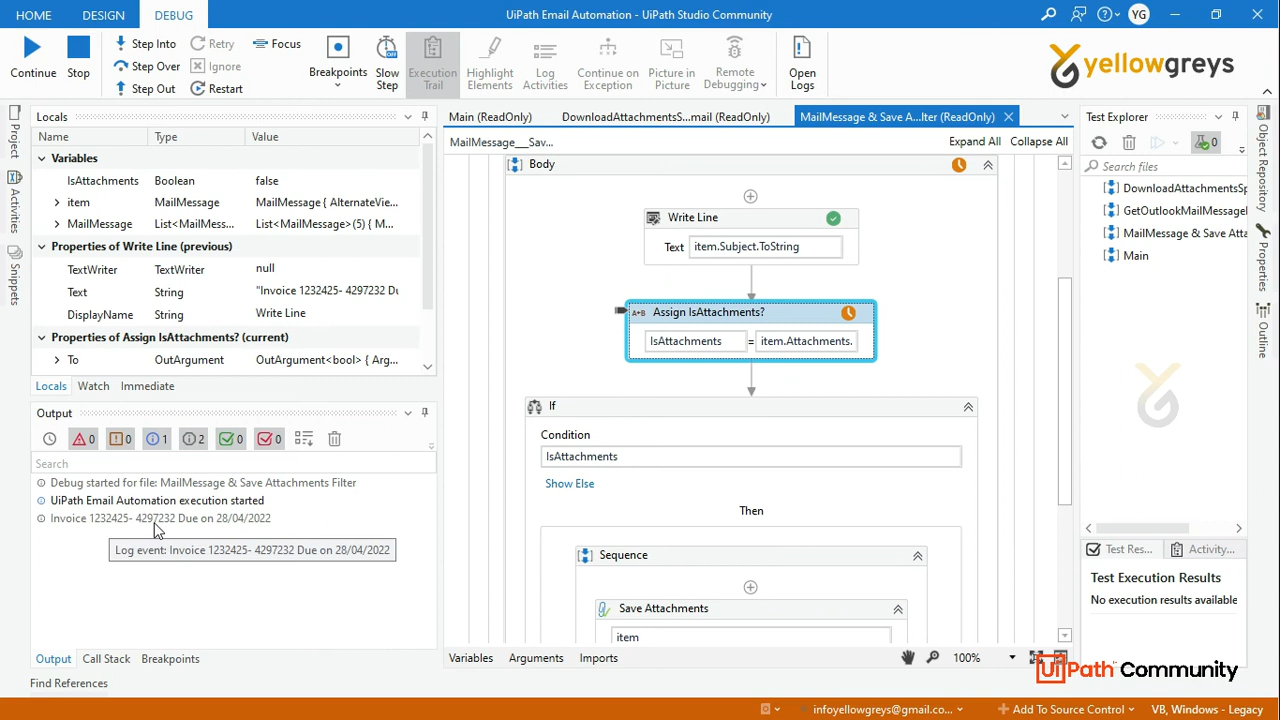 HOME DESIGN DEBUG UiPath Email Automation - UiPath Studio Community YG
Continue Stop
Step Into
Step Over
Step Out
Retry
Ignore
Restart
Focus
Breakpoints
Slow Step
Execution Trail
Highlight Elements
Log Activities
Continue on Exception
Picture in Picture
Remote Debugging
Open Logs
yellowgreys
Project
Activities
Snippets
Locals
Name Type Value
Variables
IsAttachments Boolean false
item MailMessage MailMessage { AlternateVie..
MailMessage List<MailMess... List<MailMessage>(5) { Me..
Properties of Write Line (previous)
TextWriter TextWriter null
Text String "Invoice 1232425- 4297232 Du
DisplayName String Write Line
Properties of Assign IsAttachments? (current)
To OutArgument OutArgument<bool> { Arg...
Locals Watch Immediate
Output
0 0 1 2 0 0
Search
Debug started for file: MailMessage & Save Attachments Filter
UiPath Email Automation execution started
Invoice 1232425- 4297232 Due on 28/04/2022
Log event: Invoice 1232425- 4297232 Due on 28/04/2022
Output Call Stack Breakpoints
Find References
Main (ReadOnly) DownloadAttachmentsS...mail (ReadOnly) MailMessage & Save A...lter (ReadOnly)
MailMessage___Sav... Expand All Collapse All
Body
Write Line
Text item.Subject.ToString
A+B Assign IsAttachments?
IsAttachments = item.Attachments.
If
Condition
IsAttachments
Show Else
Then
Sequence
Save Attachments
item
Variables Arguments Imports 100%
Test Explorer
0
Search files
DownloadAttachmentsSp
GetOutlookMailMessageI
MailMessage & Save Atta
Main
Test Res... Activity...
Test Execution Results
No execution results available
Object Repository
Properties
Outline
UiPath Community
infoyellowgreys@gmail.co... Add To Source Control VB, Windows - Legacy